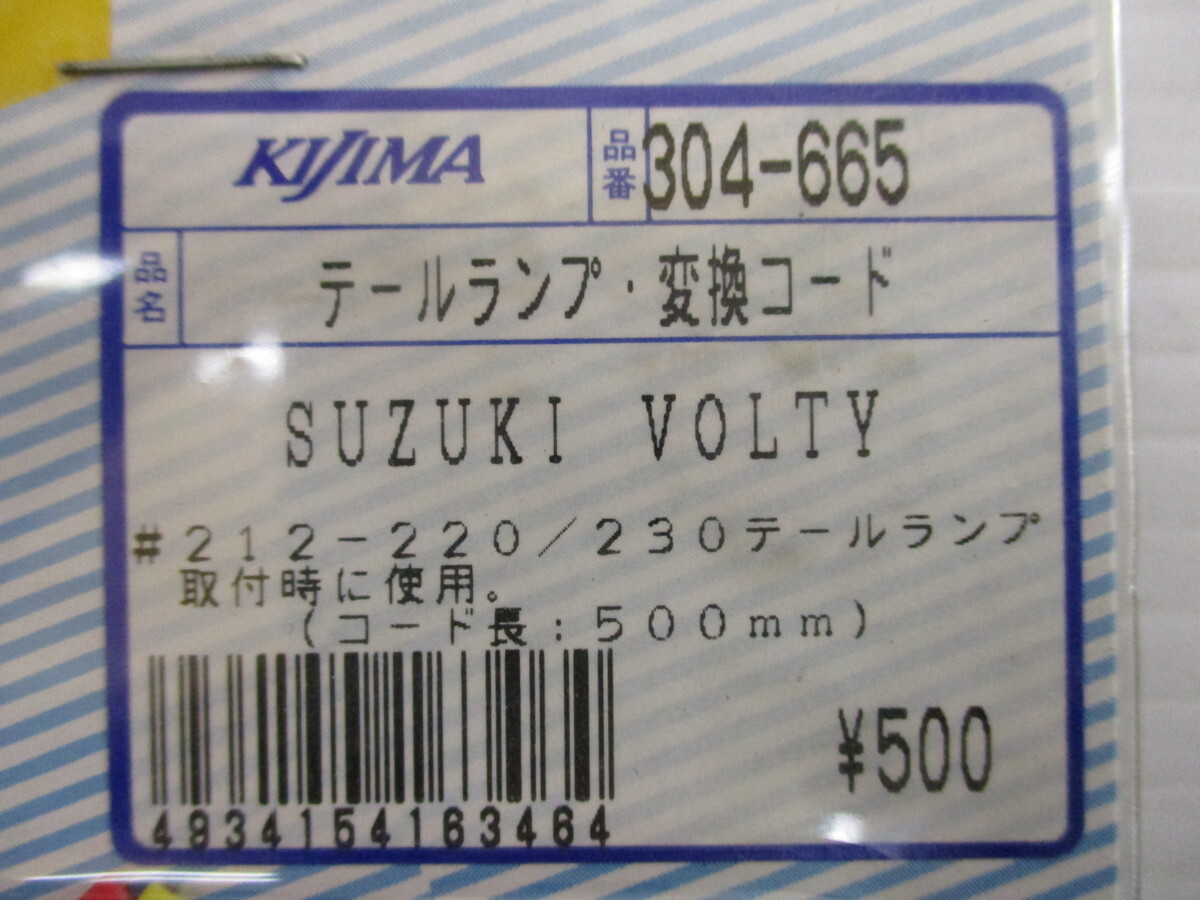 KIJIMA 品番 304-665
品名 テールランプ・変換コード
SUZUKI VOLTY
#212-220/230テールランプ
取付時に使用。
(コード長:500mm)
¥500
4934154163464